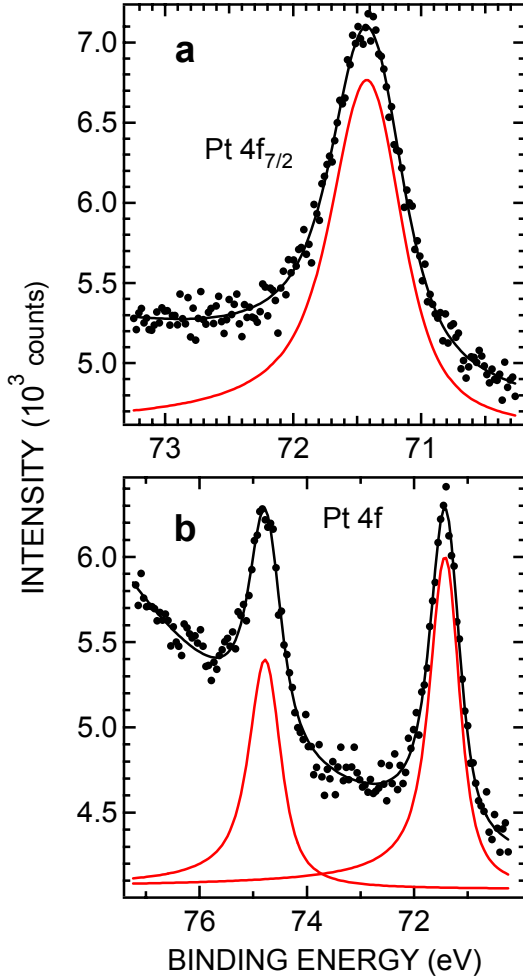 INTENSITY (10³ counts)
a
Pt 4f₇/₂
7.0
6.5
6.0
5.5
5.0
73
72
71
b
Pt 4f
6.0
5.5
5.0
4.5
76
74
72
BINDING ENERGY (eV)